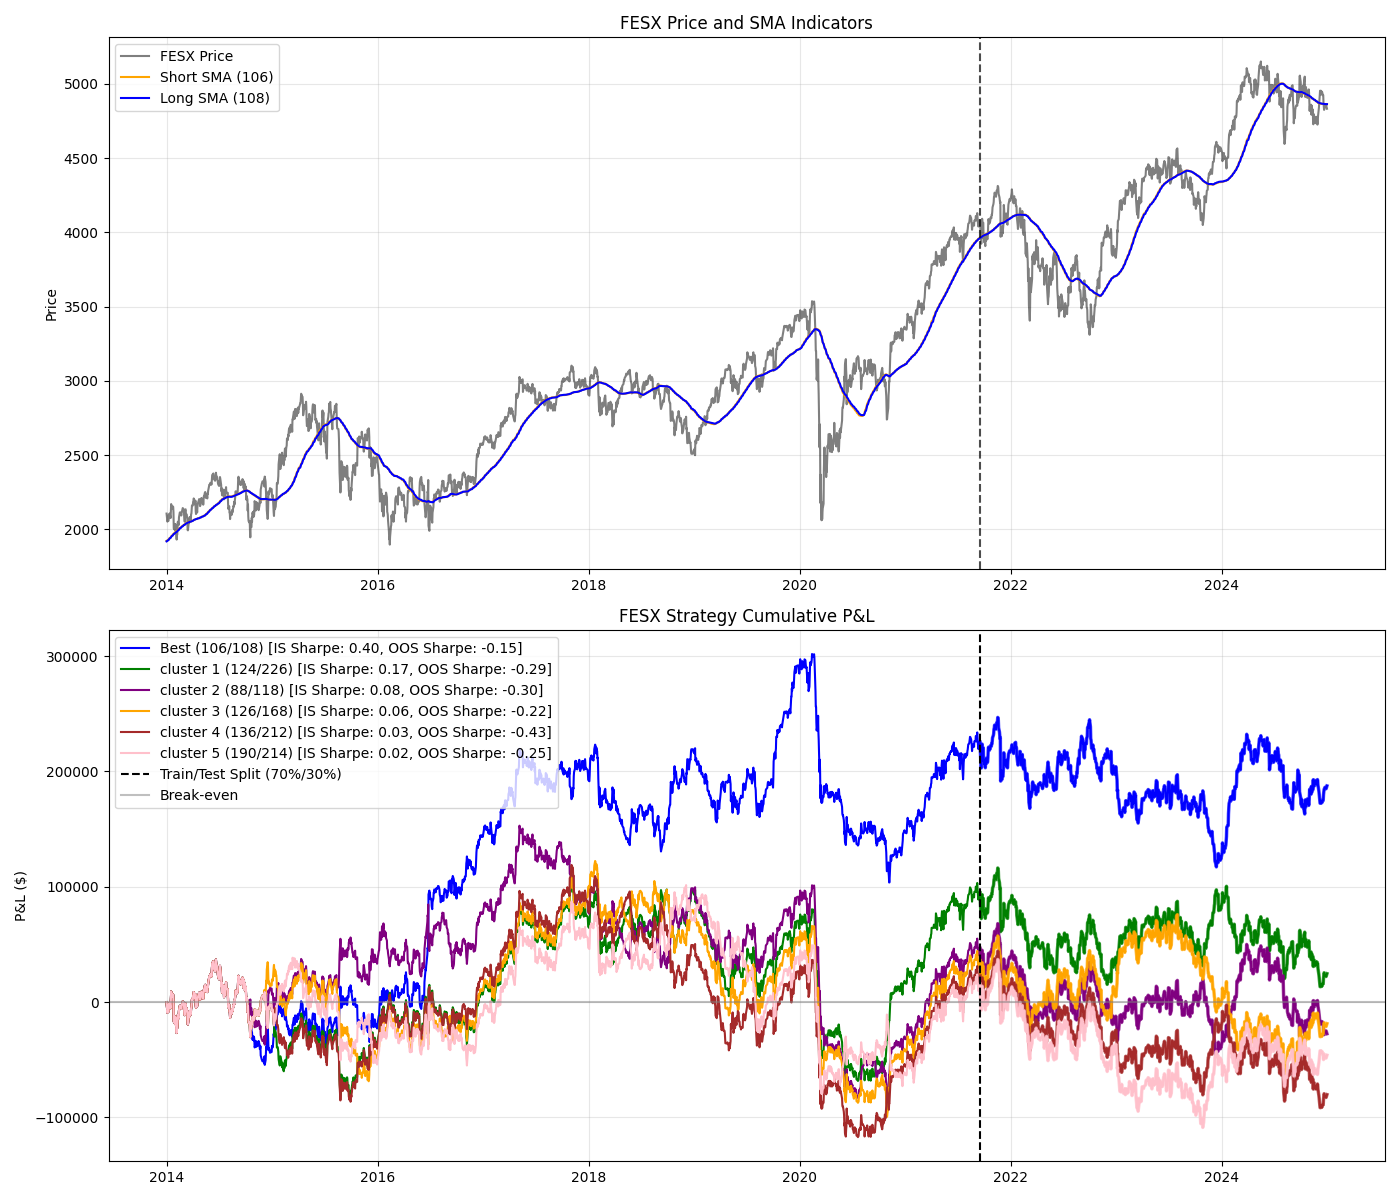 FESX Price and SMA Indicators
FESX Price
Short SMA (106)
Long SMA (108)
5000
4500
4000
3500
3000
2500
2000
Price
2014
2016
2018
2020
2022
2024
FESX Strategy Cumulative P&L
Best (106/108) [IS Sharpe: 0.40, OOS Sharpe: -0.15]
cluster 1 (124/226) [IS Sharpe: 0.17, OOS Sharpe: -0.29]
cluster 2 (88/118) [IS Sharpe: 0.08, OOS Sharpe: -0.30]
cluster 3 (126/168) [IS Sharpe: 0.06, OOS Sharpe: -0.22]
cluster 4 (136/212) [IS Sharpe: 0.03, OOS Sharpe: -0.43]
cluster 5 (190/214) [IS Sharpe: 0.02, OOS Sharpe: -0.25]
Train/Test Split (70%/30%)
Break-even
300000
200000
100000
0
−100000
P&L ($)
2014
2016
2018
2020
2022
2024